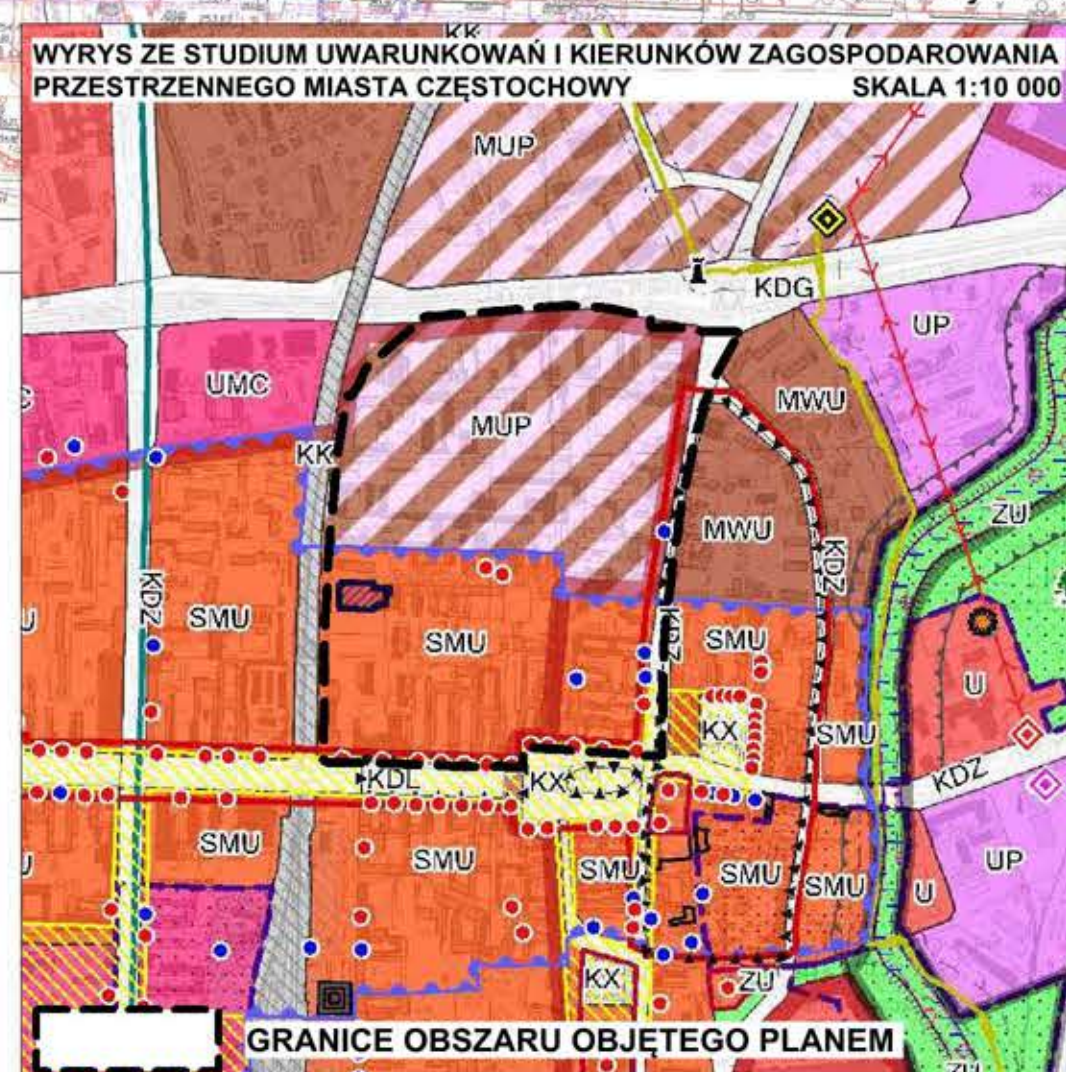 WYRYS ZE STUDIUM UWARUNKOWAŃ I KIERUNKÓW ZAGOSPODAROWANIA
PRZESTRZENNEGO MIASTA CZĘSTOCHOWY SKALA 1:10 000
KK
MUP
KDG
UP
UMC
MWU
MUP
KK
MWU
ZU
KDZ
KDZ
SMU
SMU
KDZ
SMU
U
KX
SMU
KDZ
KDL
KX
SMU
SMU
SMU
SMU
SMU
U
UP
KX
ZU
GRANICE OBSZARU OBJĘTEGO PLANEM
ZU